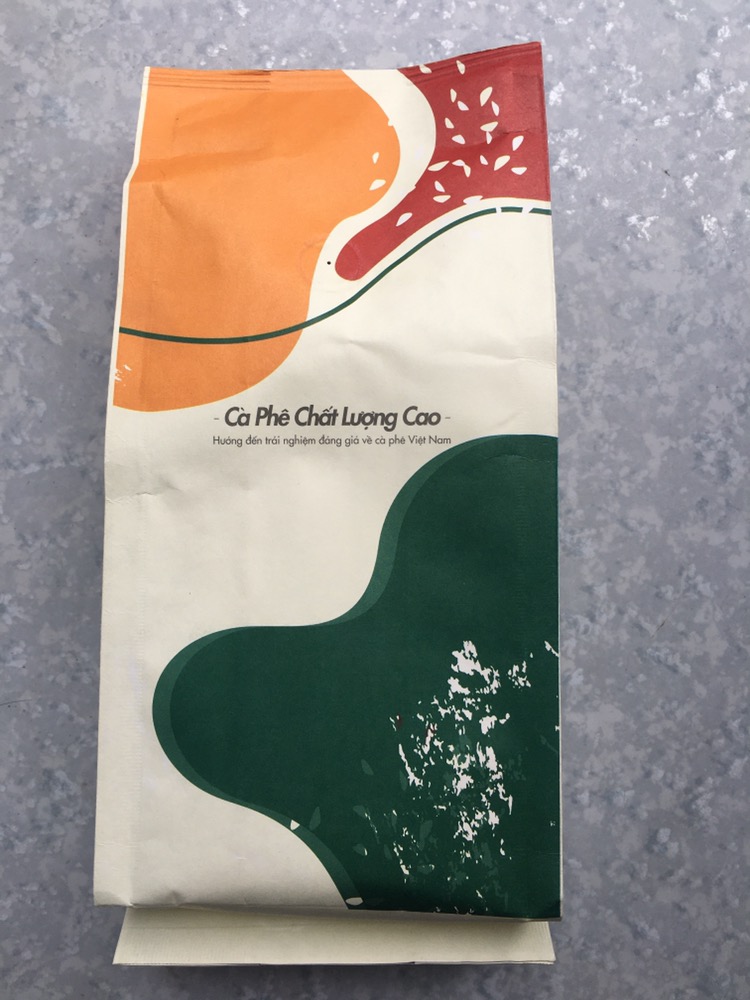 - Cà Phê Chất Lượng Cao -
Hướng đến trải nghiệm đáng giá về cà phê Việt Nam